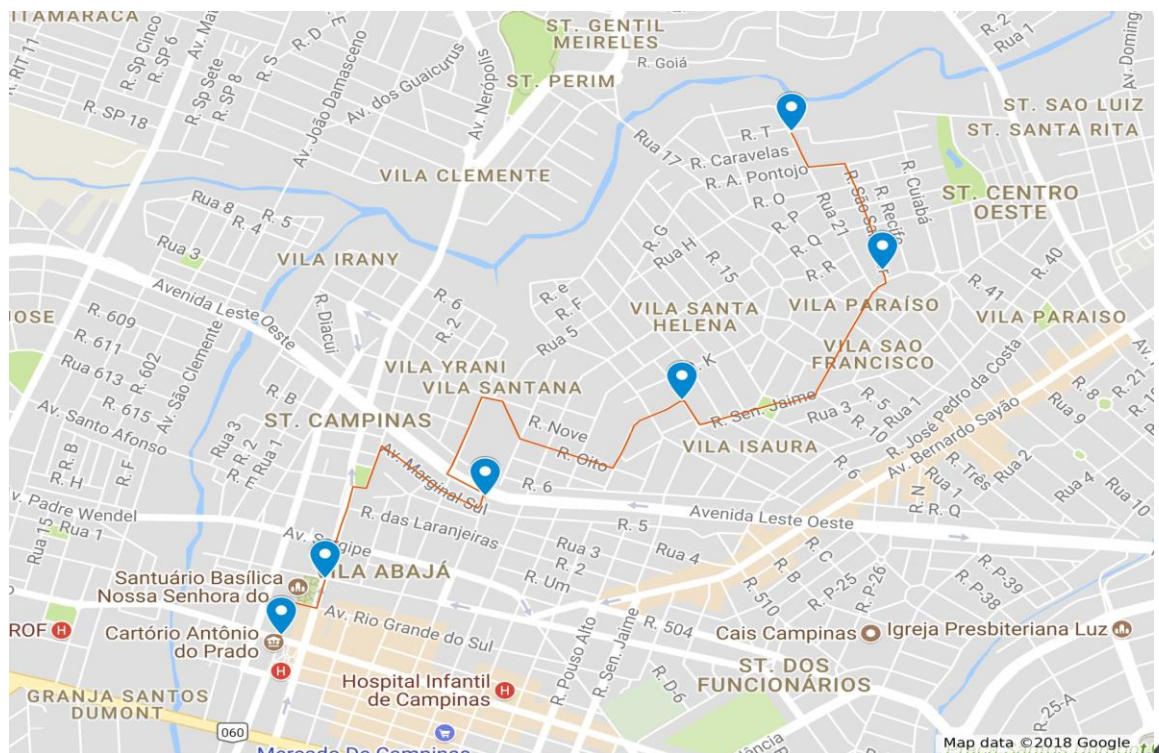 ITAMARACA
R. Sp Cinco
R. SP 6
R. D
R. E
R. RIT 11
R. Sp Sete
R. SP 8
R. S
R. SP 18
Av. João Damasceno
Av. dos Guaicurus
Av. Nerópolis
ST. GENTIL
MEIRELES
R. Goiá
ST. PERIM
R. 2
Rua 1
Av. Doming
ST. SAO LUIZ
ST. SANTA RITA
Rua 17
R. T
R. Caravelas
R. A. Pontojo
VILA CLEMENTE
R. O
R. P
Rua 21
R. Q
R. R
R. Recife
R. Cuiabá
ST. CENTRO
OESTE
Rua 8
R. 5
R. 4
Rua 3
VILA IRANY
R. G
Rua H
R. 15
R. 40
R. 41
Avenida Leste Oeste
JOSE
R. Diacui
R. 6
R. 2
R. e
R. F
Rua 5
VILA SANTA
HELENA
VILA PARAÍSO
VILA PARAISO
R. 609
R. 611
R. 602
Rua 613
R. 615
Av. São Clemente
VILA YRANI
VILA SANTANA
VILA SAO
FRANCISCO
R. B
ST. CAMPINAS
Av. Santo Afonso
R. Nove
R. Oito
R. Sen. Jaime
Rua 3
R. 10
R. 5
Rua 1
VILA ISAURA
R. José Pedro da Costa
Av. Bernardo Sayão
R. 8
R. 21
Rua 9
R. R.B
R. H
R. F
Rua 3
R. 2
R. E
Rua 1
Av. Marginal Sul
R. 6
R. 6
R. N
Rua 1
R. Três
Rua 2
Rua 4
Rua 10
Avenida Leste Oeste
R. Q
Av. Padre Wendel
Rua 1
Rua 15
R. das Laranjeiras
R. 5
Rua 3
R. 2
Rua 4
R. Um
R. C
R. B
R. 510
R. P-25
R. P-26
R. P-39
R. P-38
Santuário Basílica
Nossa Senhora do
VILA ABAJÁ
Av. Rio Grande do Sul
ROF
Cartório Antônio
do Prado
R. Pouso Alto
R. Sen. Jaime
R. 504
Cais Campinas
Igreja Presbiteriana Luz
GRANJA SANTOS
DUMONT
Hospital Infantil
de Campinas
R. D-6
ST. DOS
FUNCIONÁRIOS
R. 25-A
060
Mercado De Campinas
Map data ©2018 Google